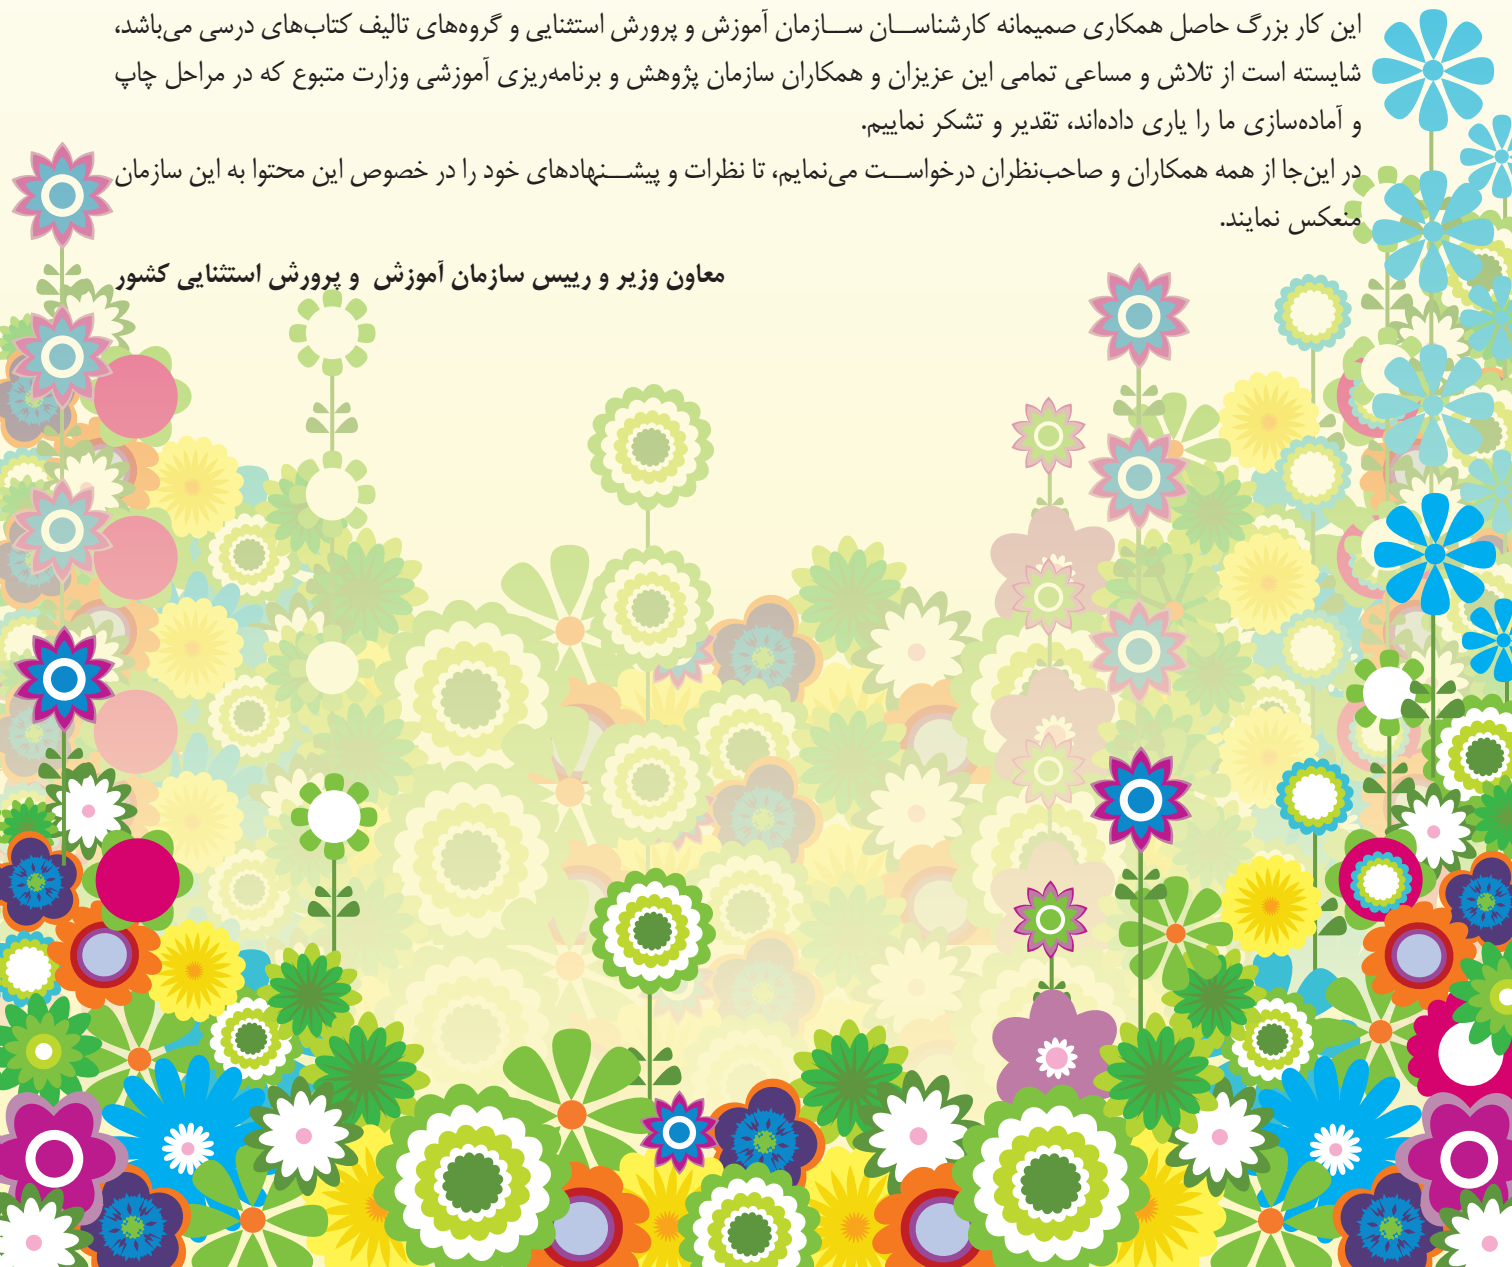 این کار بزرگ حاصل همکاری صمیمانه کارشناسان سازمان آموزش و پرورش استثنایی و گروه‌های تالیف کتاب‌های درسی می‌باشد،
شایسته است از تلاش و مساعی تمامی این عزیزان و همکاران سازمان پژوهش و برنامه‌ریزی آموزشی وزارت متبوع که در مراحل چاپ
و آماده‌سازی ما را یاری داده‌اند، تقدیر و تشکر نماییم.
در این‌جا از همه همکاران و صاحب‌نظران درخواست می‌نمایم، تا نظرات و پیشنهادهای خود را در خصوص این محتوا به این سازمان
منعکس نمایند.
معاون وزیر و رییس سازمان آموزش و پرورش استثنایی کشور